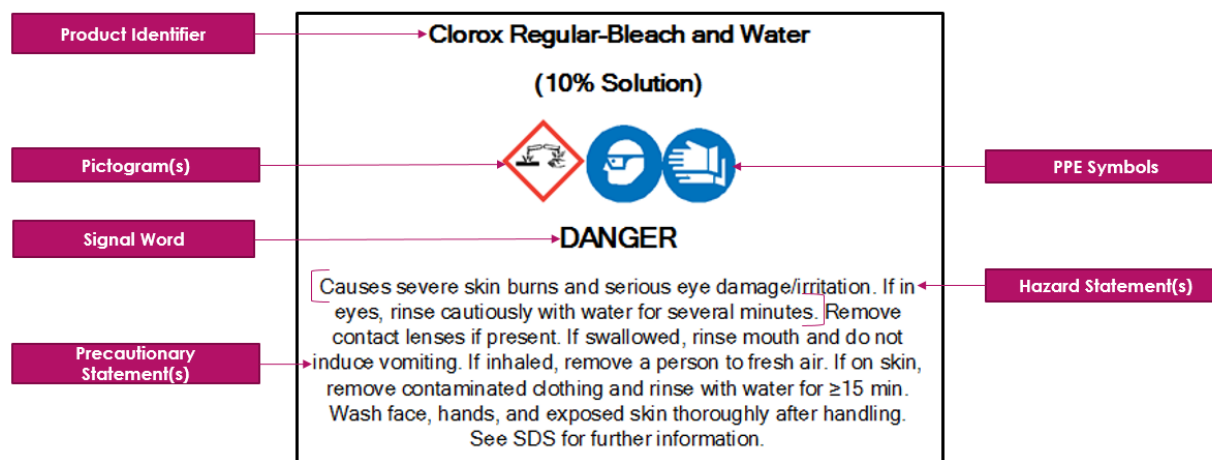 Product Identifier
Clorox Regular-Bleach and Water
(10% Solution)
Pictogram(s)
PPE Symbols
Signal Word
DANGER
Causes severe skin burns and serious eye damage/irritation. If in
Hazard Statement(s)
eyes, rinse cautiously with water for several minutes. Remove
contact lenses if present. If swallowed, rinse mouth and do not
Precautionary
Statement(s)
induce vomiting. If inhaled, remove a person to fresh air. If on skin,
remove contaminated clothing and rinse with water for ≥15 min.
Wash face, hands, and exposed skin thoroughly after handling.
See SDS for further information.